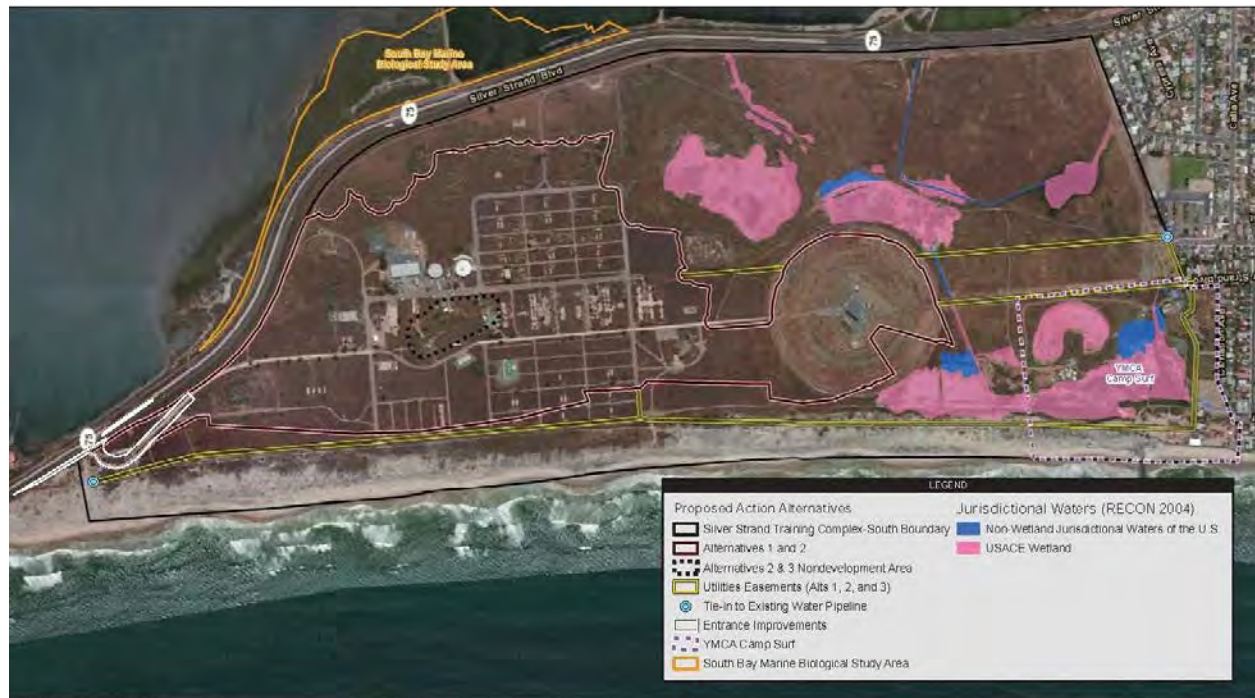 South Bay Marine
Biological Study Area
75
Silver Strand Blvd
75
Silver St
Cypress Ave
Calla Ave
75
YMCA
Camp Surf
LEGEND
Proposed Action Alternatives
Silver Strand Training Complex-South Boundary
Alternatives 1 and 2
Alternatives 2 & 3 Nondevelopment Area
Utilities Easements (Alts 1, 2, and 3)
Tie-in to Existing Water Pipeline
Entrance Improvements
YMCA Camp Surf
South Bay Marine Biological Study Area
Jurisdictional Waters (RECON 2004)
Non-Wetland Jurisdictional Waters of the U.S.
USACE Wetland